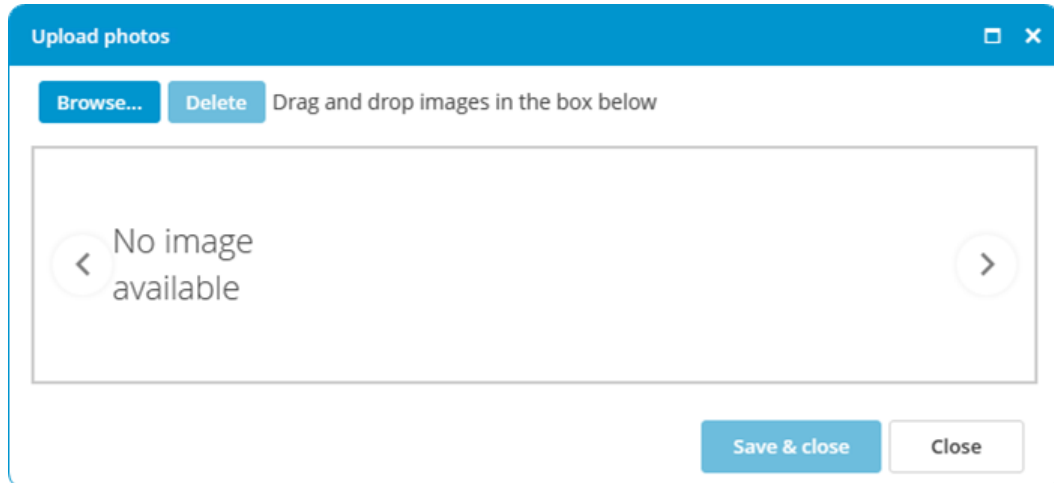 Upload photos
Browse... Delete Drag and drop images in the box below
No image
available
Save & close Close